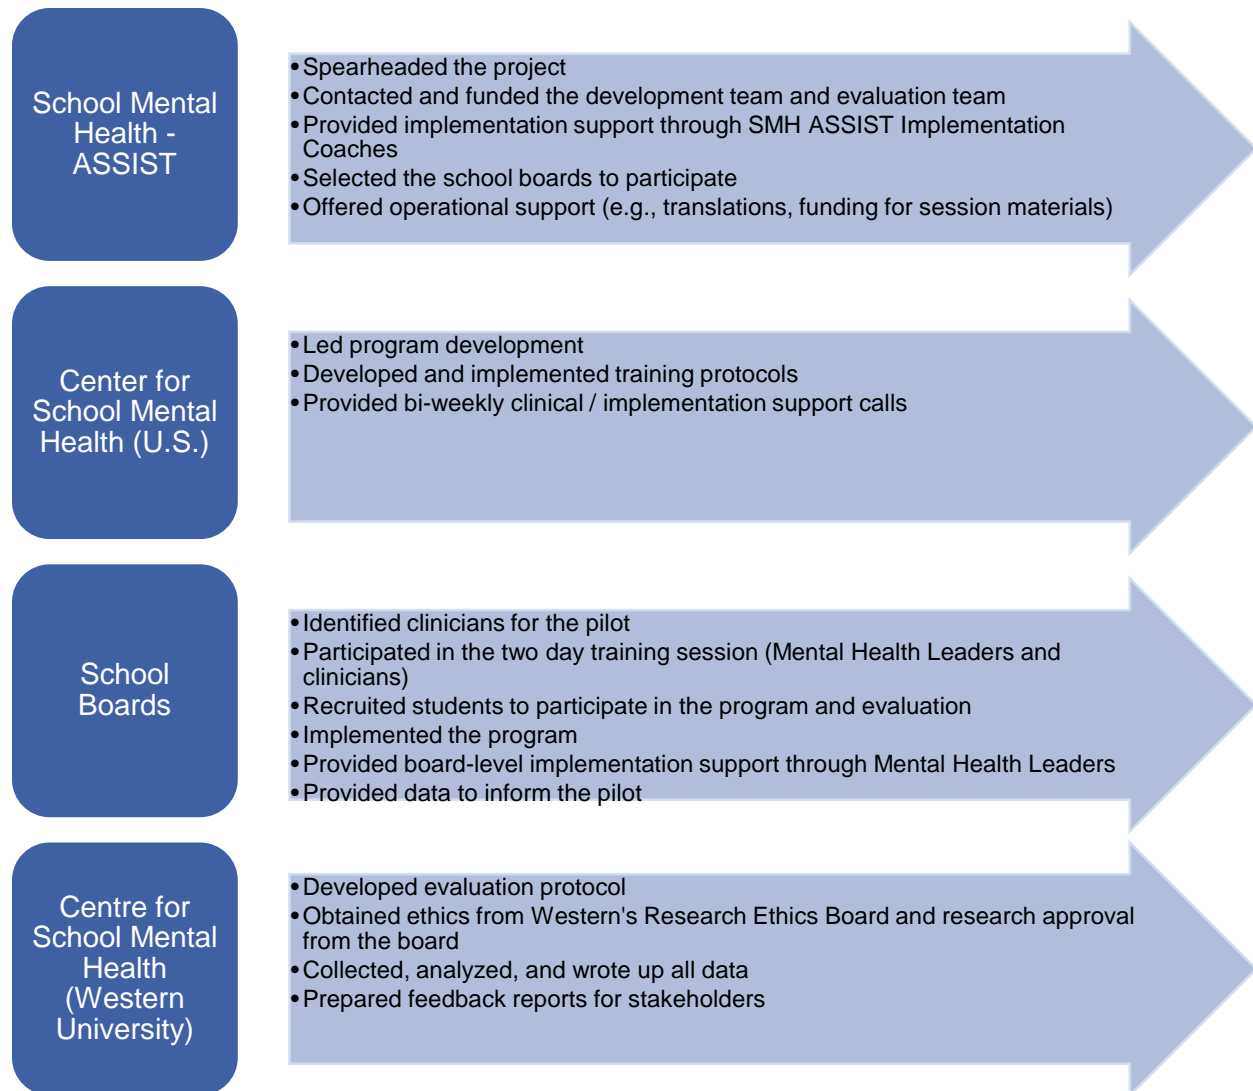 School Mental
Health -
ASSIST
•Spearheaded the project
•Contacted and funded the development team and evaluation team
•Provided implementation support through SMH ASSIST Implementation
Coaches
•Selected the school boards to participate
•Offered operational support (e.g., translations, funding for session materials)
Center for
School Mental
Health (U.S.)
•Led program development
•Developed and implemented training protocols
•Provided bi-weekly clinical / implementation support calls
School
Boards
•Identified clinicians for the pilot
•Participated in the two day training session (Mental Health Leaders and
clinicians)
•Recruited students to participate in the program and evaluation
•Implemented the program
•Provided board-level implementation support through Mental Health Leaders
•Provided data to inform the pilot
Centre for
School Mental
Health
(Western
University)
•Developed evaluation protocol
•Obtained ethics from Western's Research Ethics Board and research approval
from the board
•Collected, analyzed, and wrote up all data
•Prepared feedback reports for stakeholders